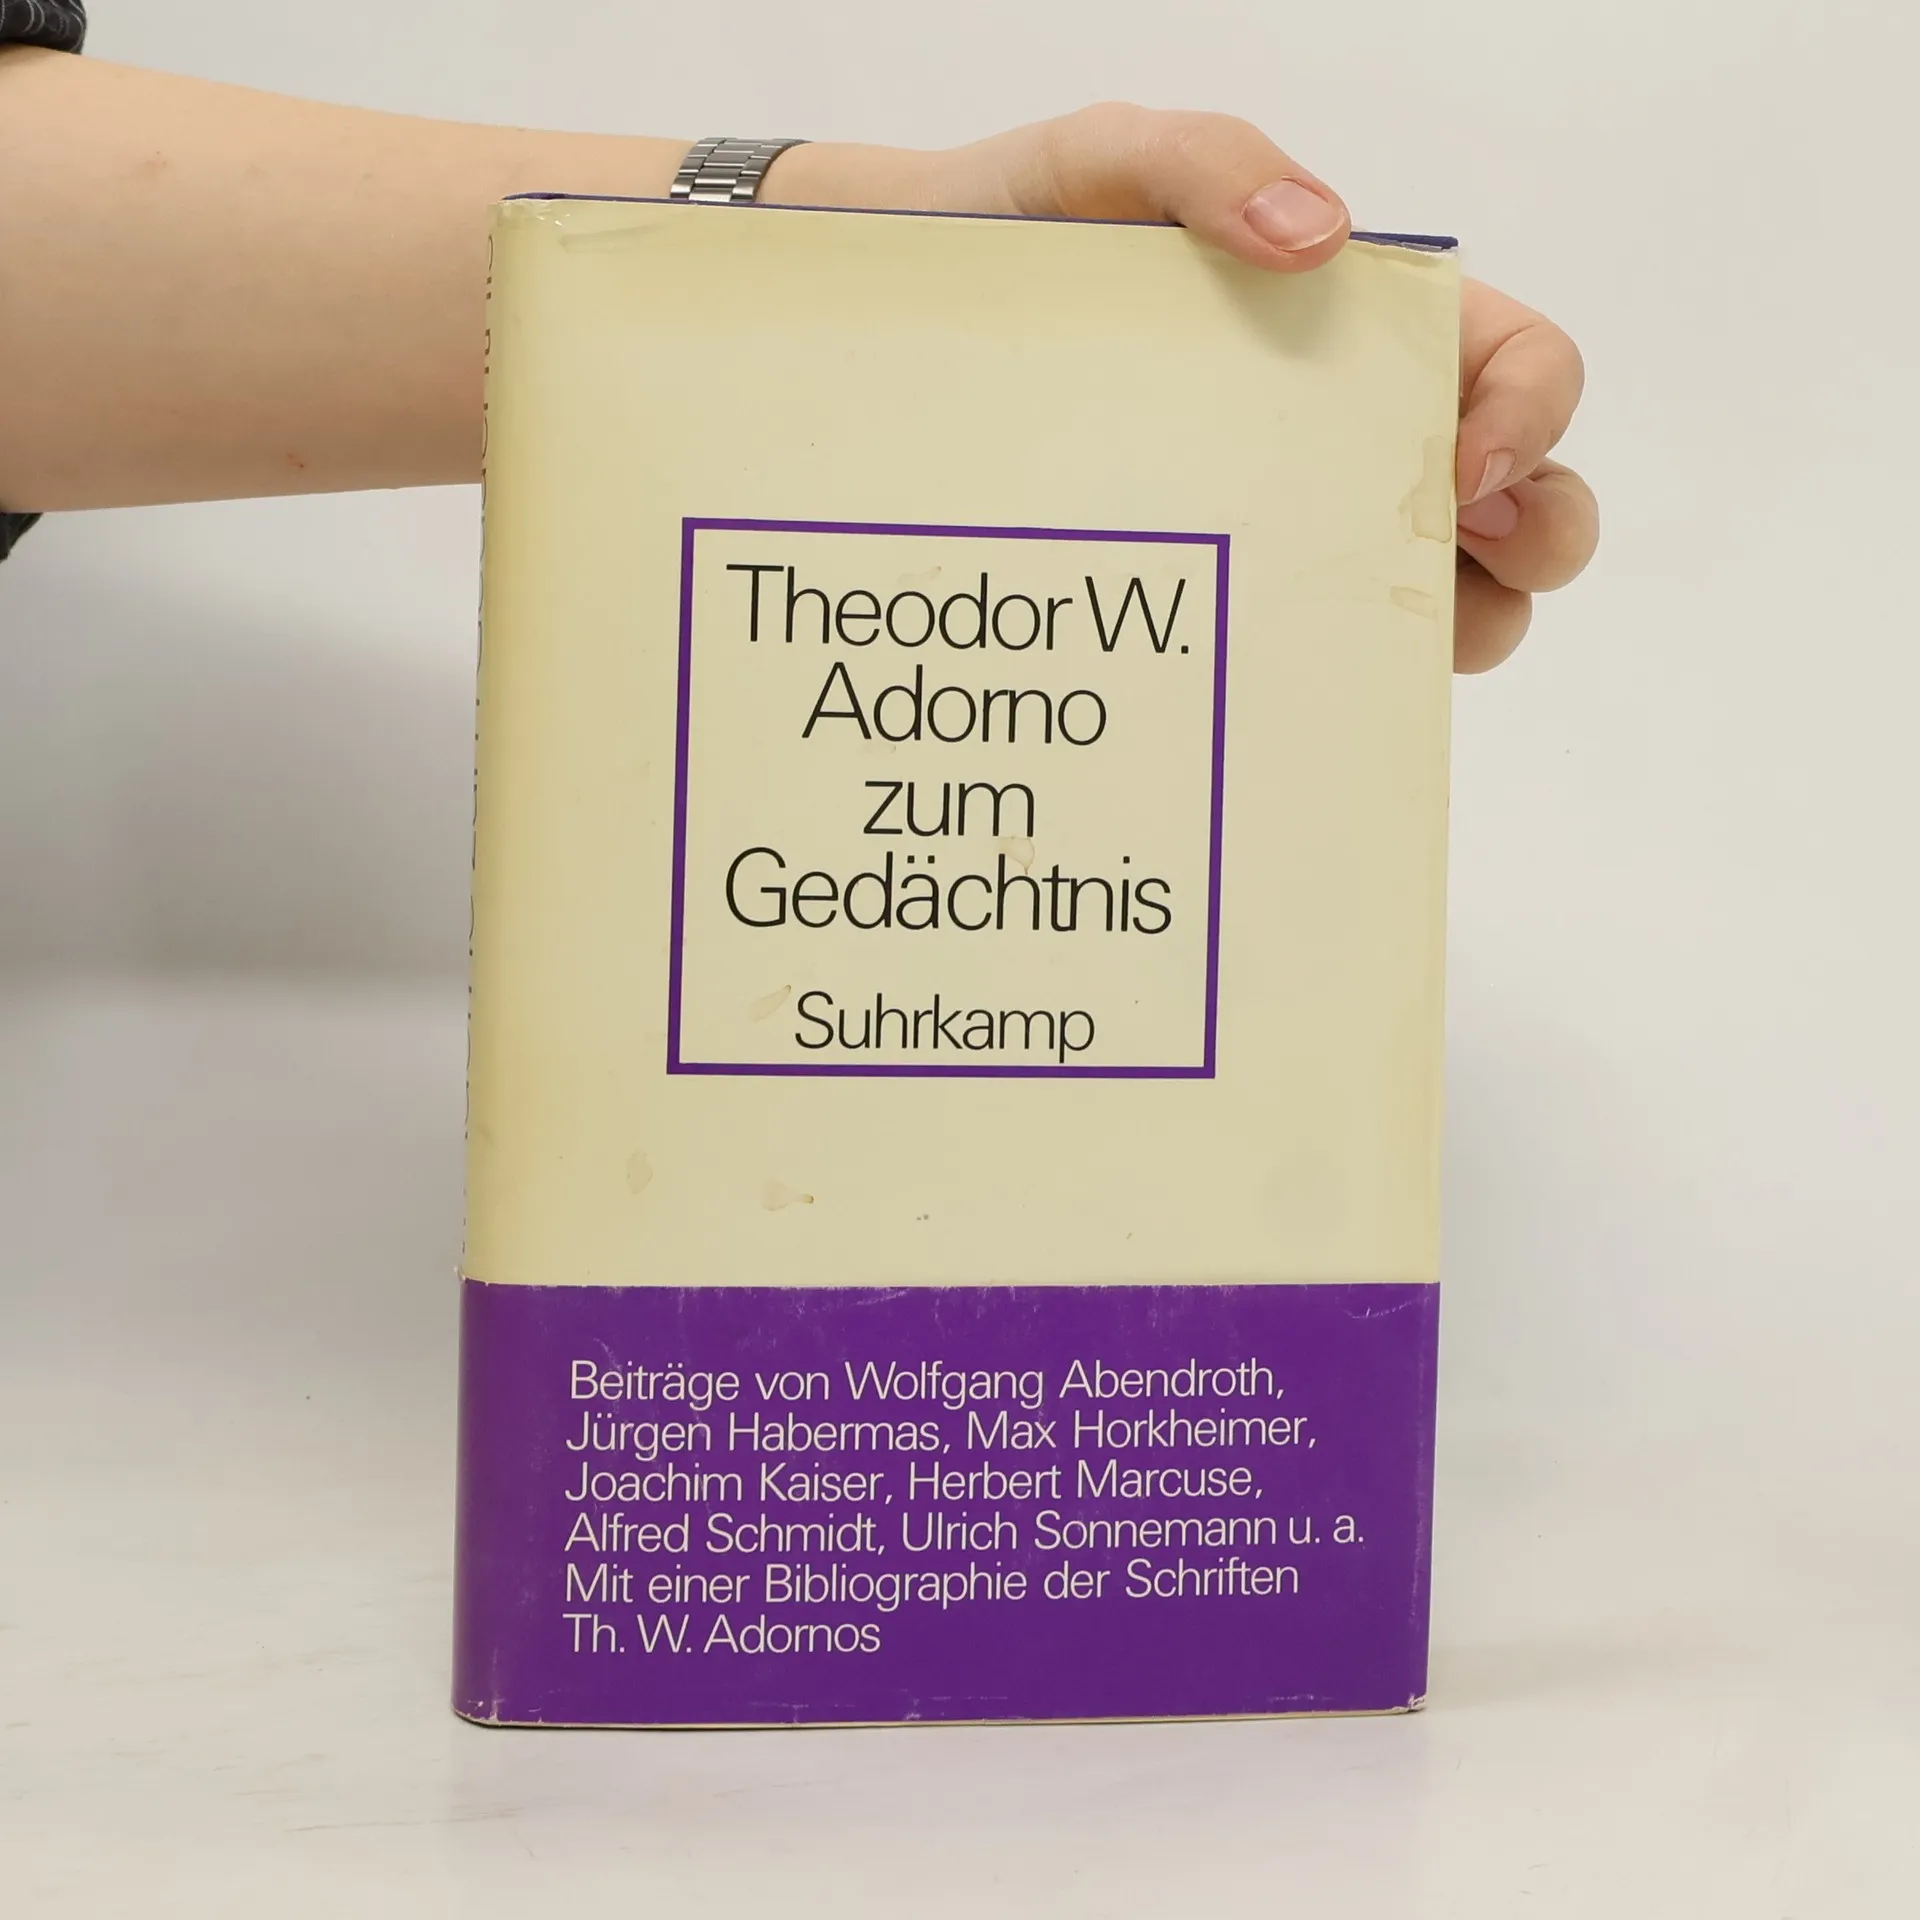 Theodor W.
Adorno
zum
Gedächtnis
Suhrkamp
Beiträge von Wolfgang Abendroth,
Jürgen Habermas, Max Horkheimer,
Joachim Kaiser, Herbert Marcuse,
Alfred Schmidt, Ulrich Sonnemann u. a.
Mit einer Bibliographie der Schriften
Th. W. Adornos